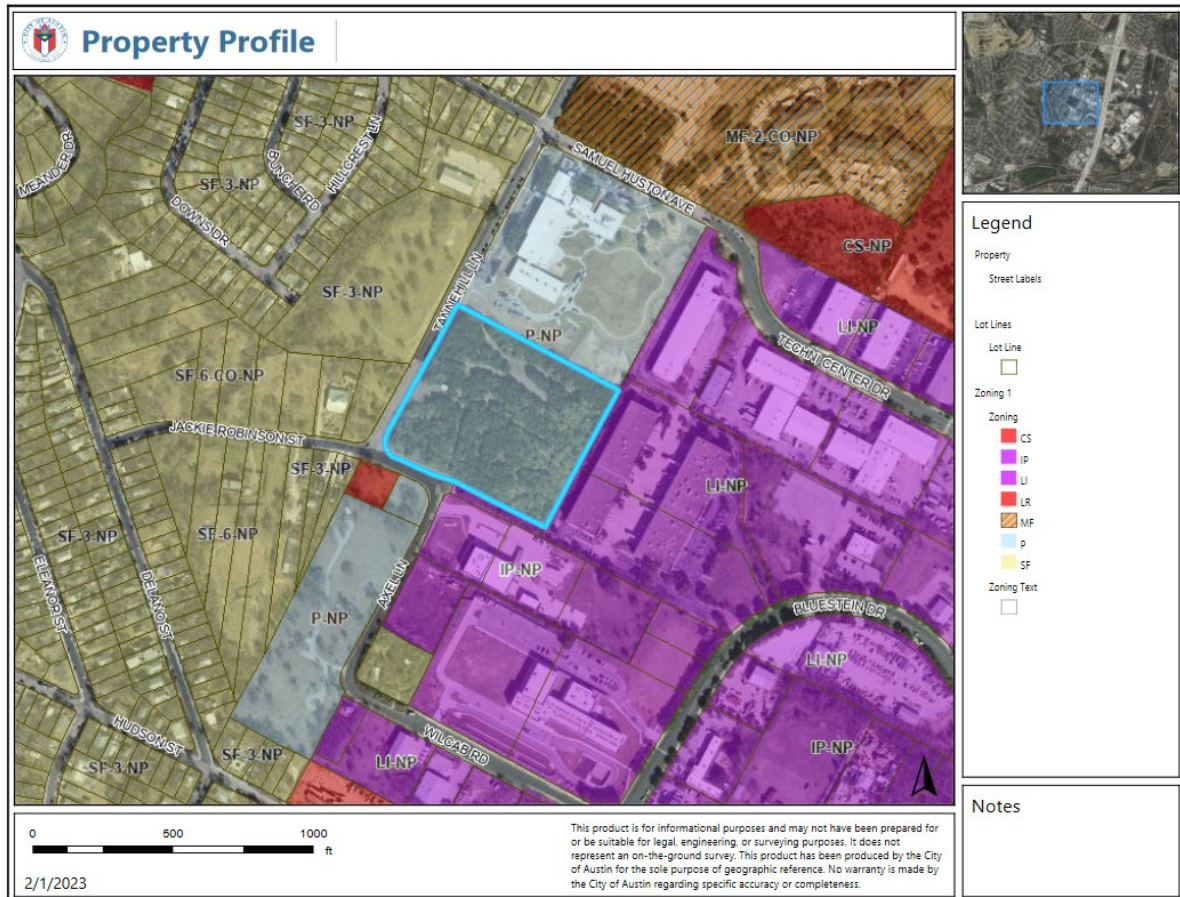 CITY OF AUSTIN
Property Profile
SF-3-NP
SF-3-NP
SF-3-NP
MEANDER DR
DOWNS DR
BUNCHE RD
HILLCREST LN
TANNEHILL LN
SAMUEL HUSTON AVE
MF-2-CO-NP
CS-NP
P-NP
LI-NP
TECHNI CENTER DR
SF-6-CO-NP
JACKIE ROBINSON ST
SF-3-NP
LI-NP
SF-3-NP
SF-6-NP
ELEANOR ST
DELANO ST
AXEL LN
IP-NP
P-NP
BLUESTEIN DR
LI-NP
IP-NP
HUDSON ST
SF-3-NP
SF-3-NP
LI-NP
WILCAB RD
Legend
Property
Street Labels
Lot Lines
Lot Line
Zoning 1
Zoning
CS
IP
LI
LR
MF
P
SF
Zoning Text
Notes
0 500 1000
ft
2/1/2023
This product is for informational purposes and may not have been prepared for
or be suitable for legal, engineering, or surveying purposes. It does not
represent an on-the-ground survey. This product has been produced by the City
of Austin for the sole purpose of geographic reference. No warranty is made by
the City of Austin regarding specific accuracy or completeness.